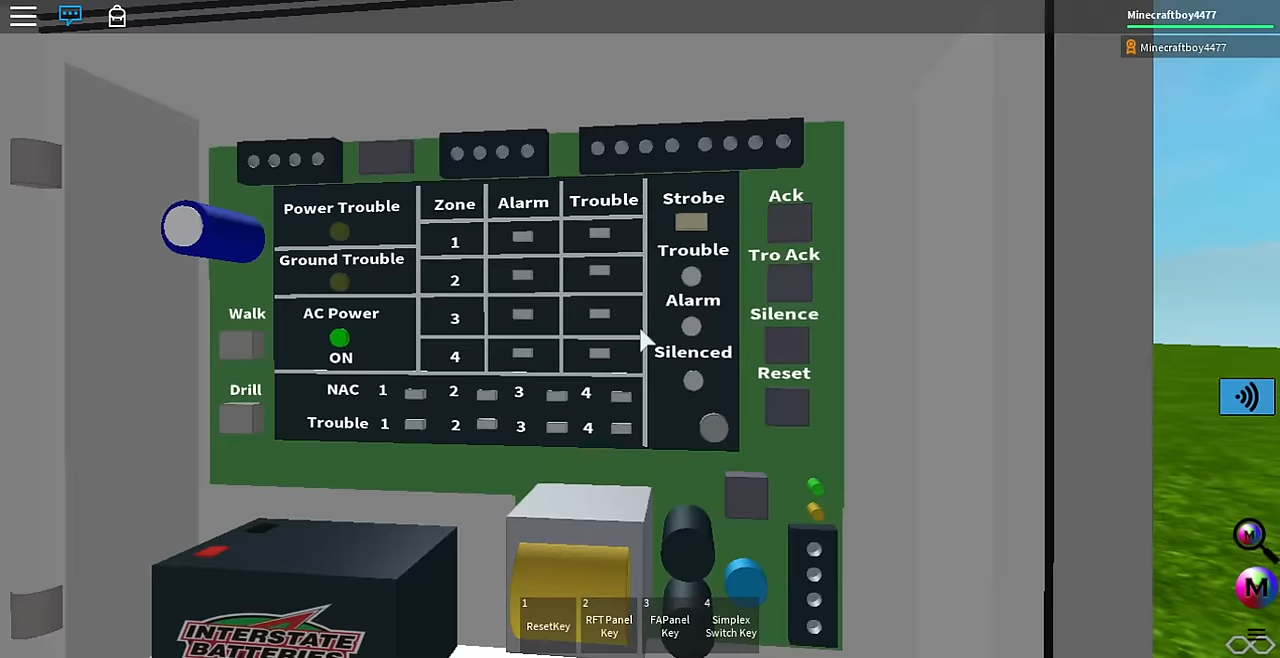 Minecraftboy4477
Minecraftboy4477
Power Trouble
Ground Trouble
AC Power
ON
Zone Alarm Trouble
1
2
3
4
NAC 1 2 3 4
Trouble 1 2 3 4
Strobe
Trouble
Alarm
Silenced
Ack
Tro Ack
Silence
Reset
Walk
Drill
INTERSTATE
BATTERIES
1
ResetKey
2
RFT Panel
Key
3
FAPanel
Key
4
Simplex
Switch Key
M
M